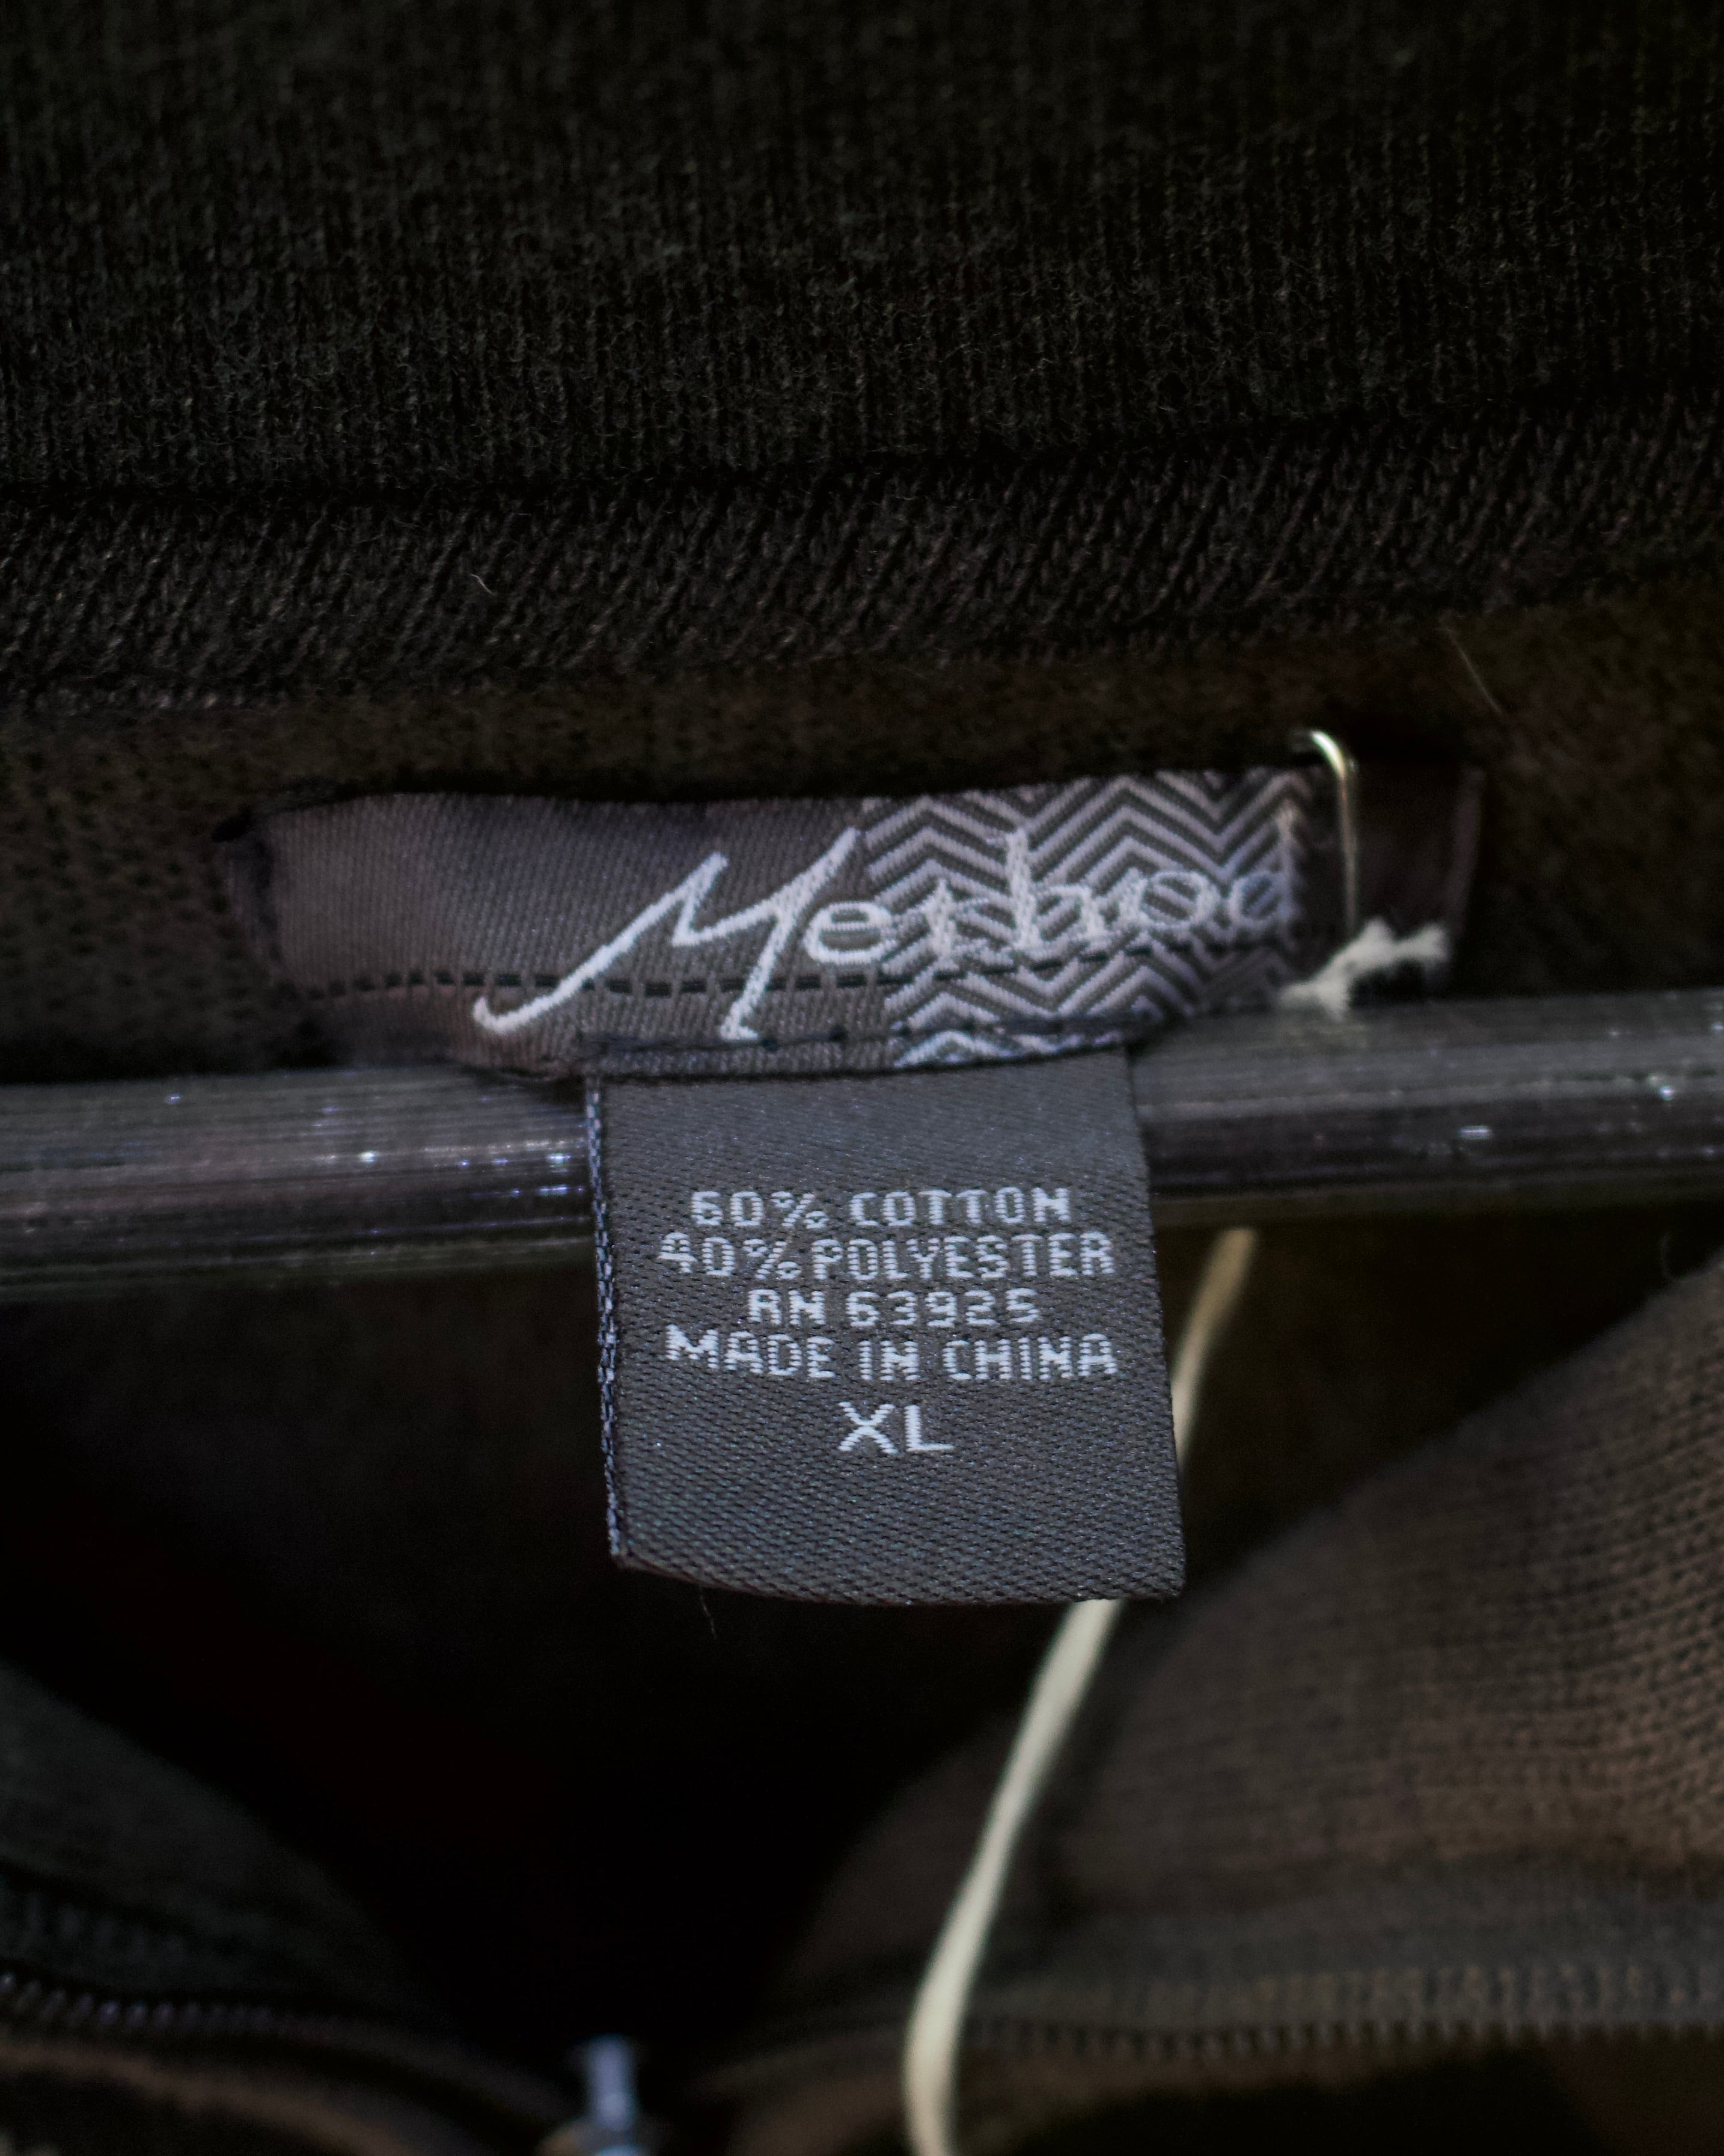 Method
60% COTTON
40% POLYESTER
RN 63925
MADE IN CHINA
XL